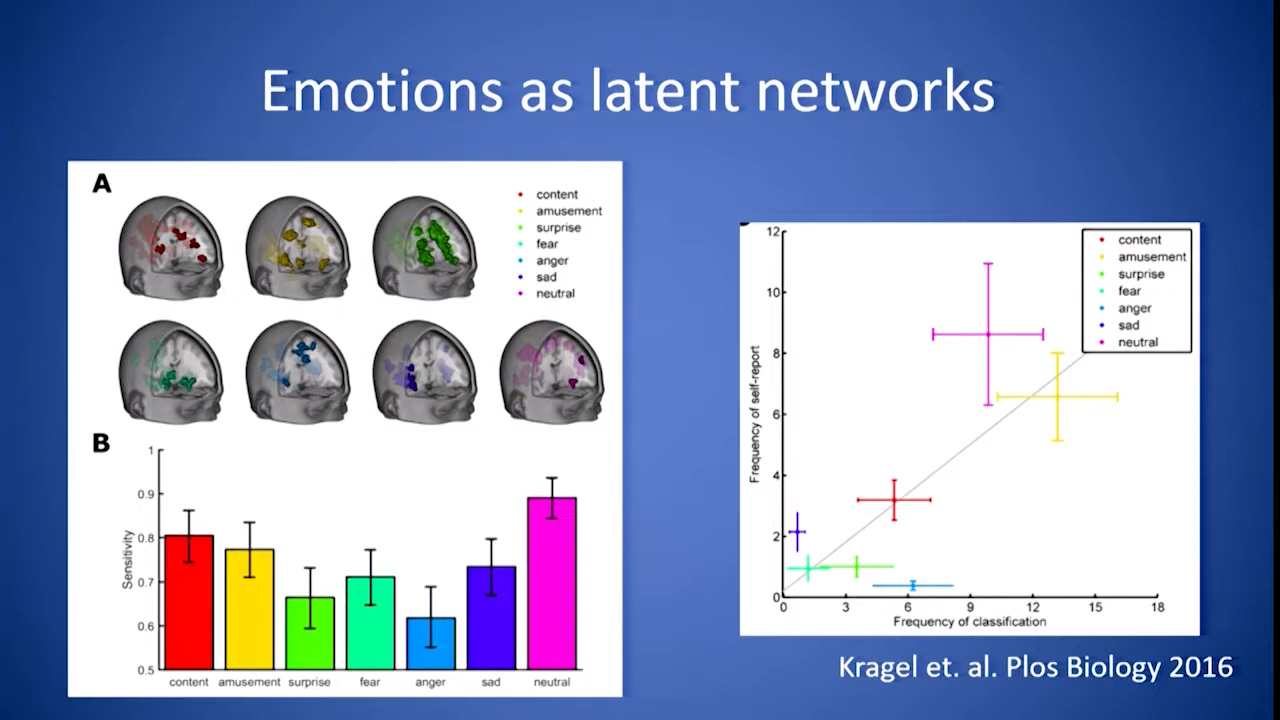 Emotions as latent networks
A
content
amusement
surprise
fear
anger
sad
neutral
B
Sensitivity
1
0.9
0.8
0.7
0.6
0.5
content amusement surprise fear anger sad neutral
Frequency of self-report
12
10
8
6
4
2
0
0 3 6 9 12 15 18
Frequency of classification
content
amusement
surprise
fear
anger
sad
neutral
Kragel et. al. Plos Biology 2016